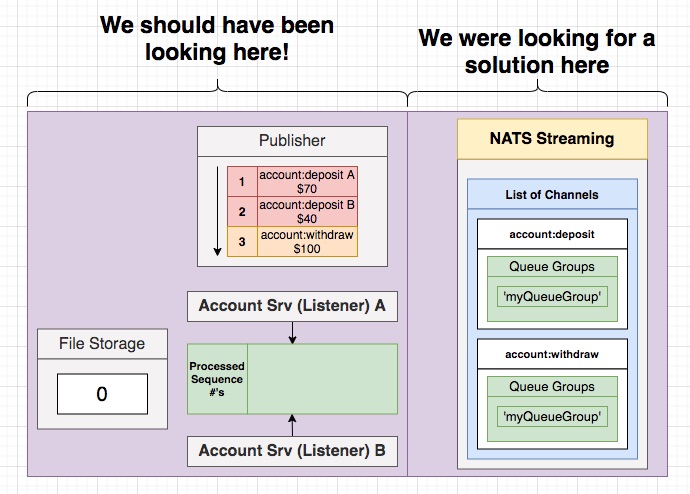 We should have been
looking here!
We were looking for a
solution here
Publisher
1
account:deposit A
$70
2
account:deposit B
$40
3
account:withdraw
$100
Account Srv (Listener) A
File Storage
0
Processed
Sequence
#'s
Account Srv (Listener) B
NATS Streaming
List of Channels
account:deposit
Queue Groups
'myQueueGroup'
account:withdraw
Queue Groups
'myQueueGroup'